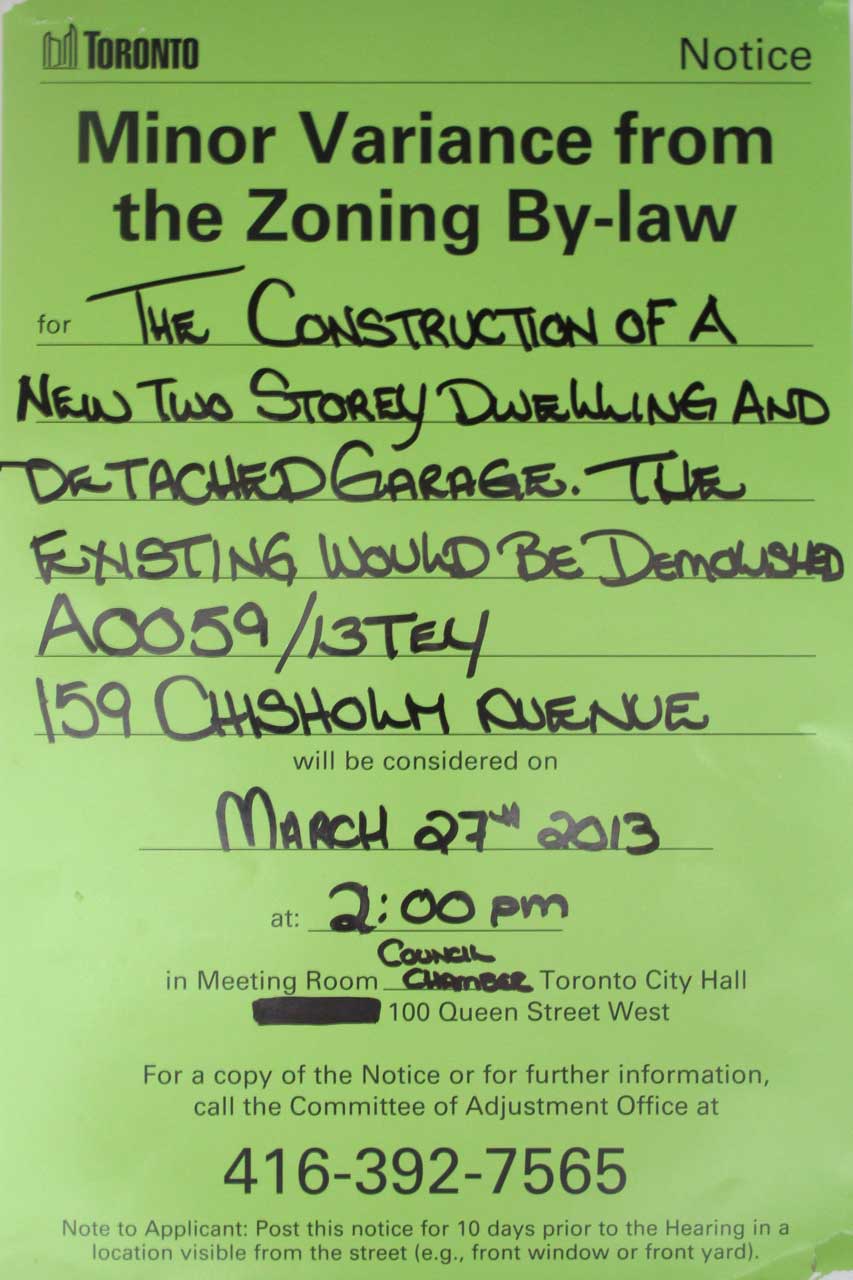 TORONTO Notice
Minor Variance from
the Zoning By-law
for THE CONSTRUCTION OF A
NEW TWO STOREY DWELLING AND
DETACHED GARAGE. THE
EXISTING WOULD BE DEMOLISHED
A0059/13TEY
159 CHISHOLM AVENUE
will be considered on
MARCH 27TH 2013
at: 2:00 pm
in Meeting Room COUNCIL CHAMBER Toronto City Hall
100 Queen Street West
For a copy of the Notice or for further information,
call the Committee of Adjustment Office at
416-392-7565
Note to Applicant: Post this notice for 10 days prior to the Hearing in a
location visible from the street (e.g., front window or front yard).